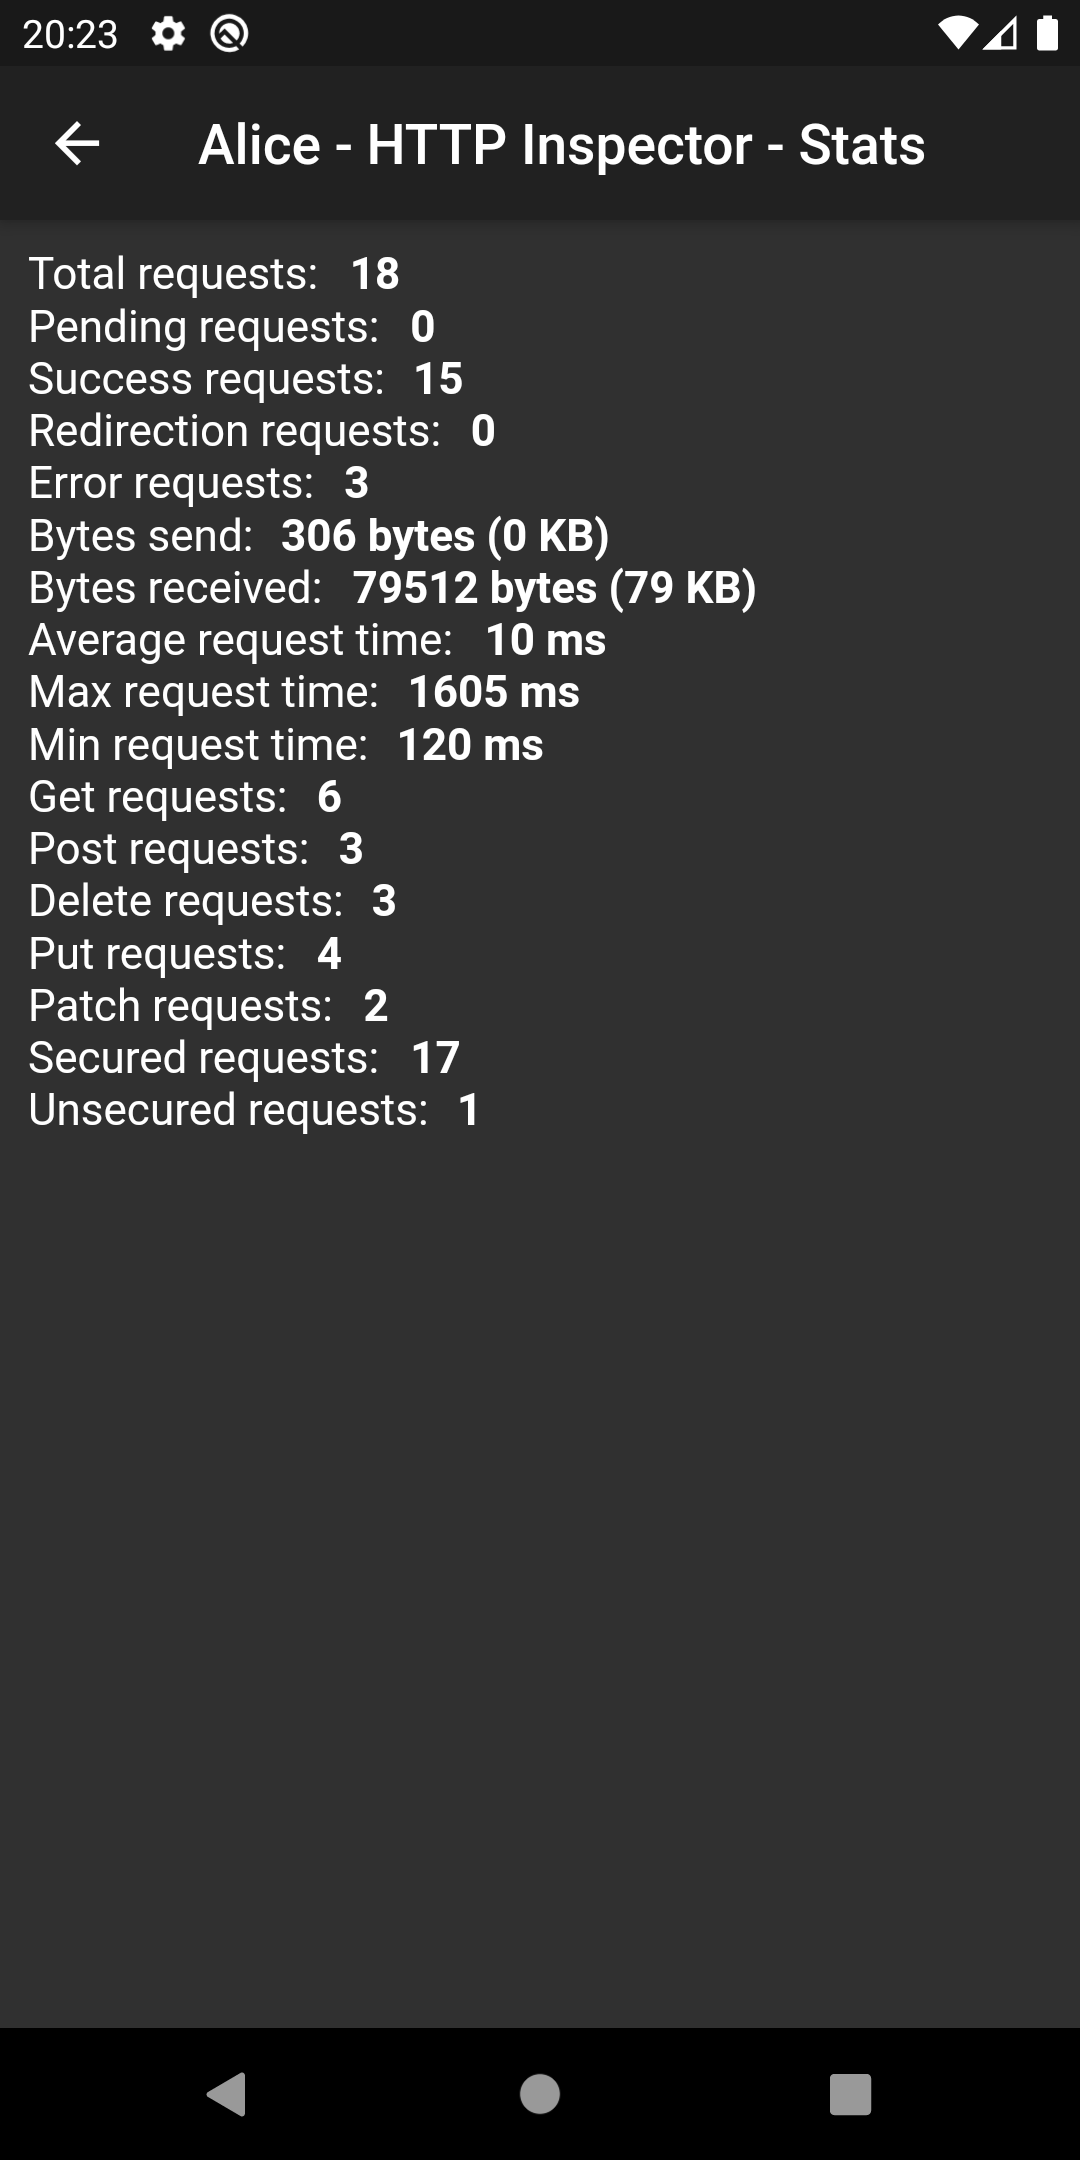 20:23
Alice - HTTP Inspector - Stats
Total requests: 18
Pending requests: 0
Success requests: 15
Redirection requests: 0
Error requests: 3
Bytes send: 306 bytes (0 KB)
Bytes received: 79512 bytes (79 KB)
Average request time: 10 ms
Max request time: 1605 ms
Min request time: 120 ms
Get requests: 6
Post requests: 3
Delete requests: 3
Put requests: 4
Patch requests: 2
Secured requests: 17
Unsecured requests: 1